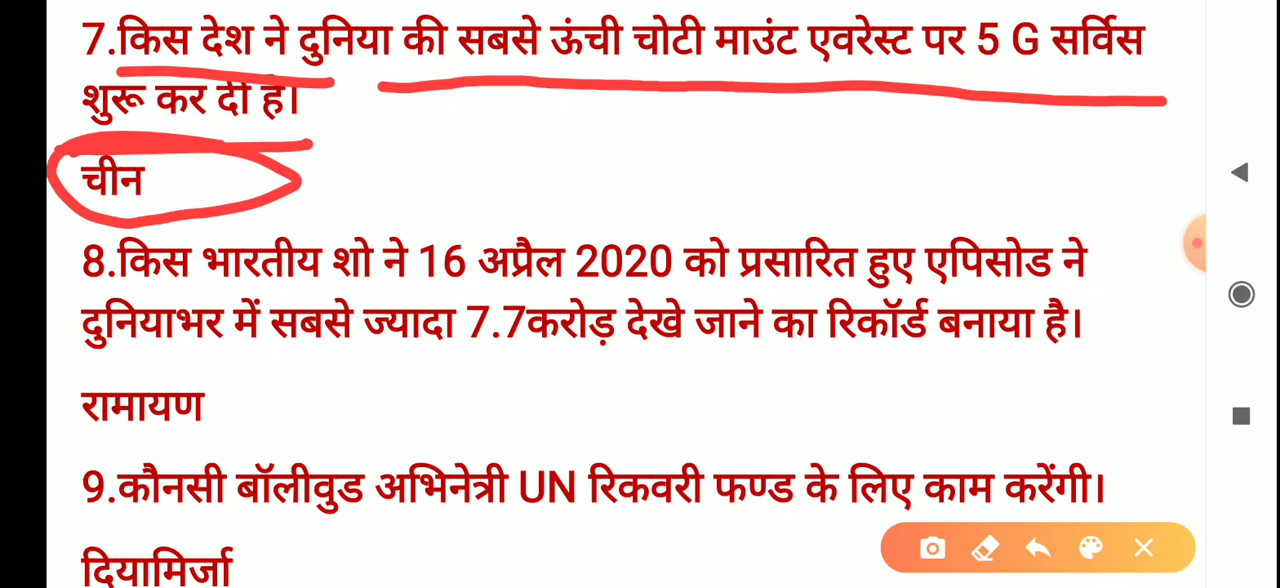 7.किस देश ने दुनिया की सबसे ऊंची चोटी माउंट एवरेस्ट पर 5 G सर्विस
शुरू कर दी है।
चीन
8.किस भारतीय शो ने 16 अप्रैल 2020 को प्रसारित हुए एपिसोड ने
दुनियाभर में सबसे ज्यादा 7.7करोड़ देखे जाने का रिकॉर्ड बनाया है।
रामायण
9.कौनसी बॉलीवुड अभिनेत्री UN रिकवरी फण्ड के लिए काम करेंगी।
दियामिर्जा